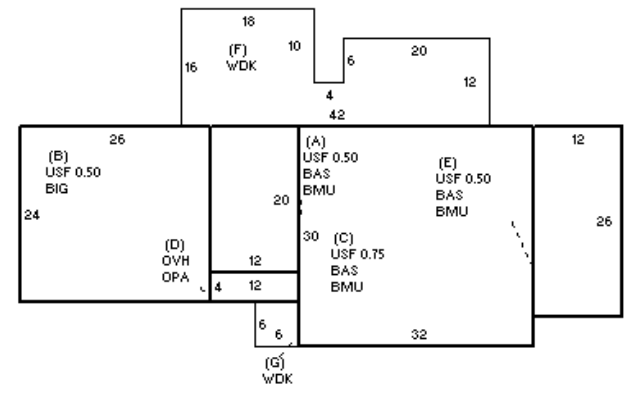 18
(F)
WDK
10
16
6
20
12
4
42
26
(B)
USF 0.50
BIG
24
(A)
USF 0.50
BAS
BMU
(E)
USF 0.50
BAS
BMU
12
26
20
30
(C)
USF 0.75
BAS
BMU
(D)
OVH
OPA
12
4
12
6
6
32
(G)
WDK